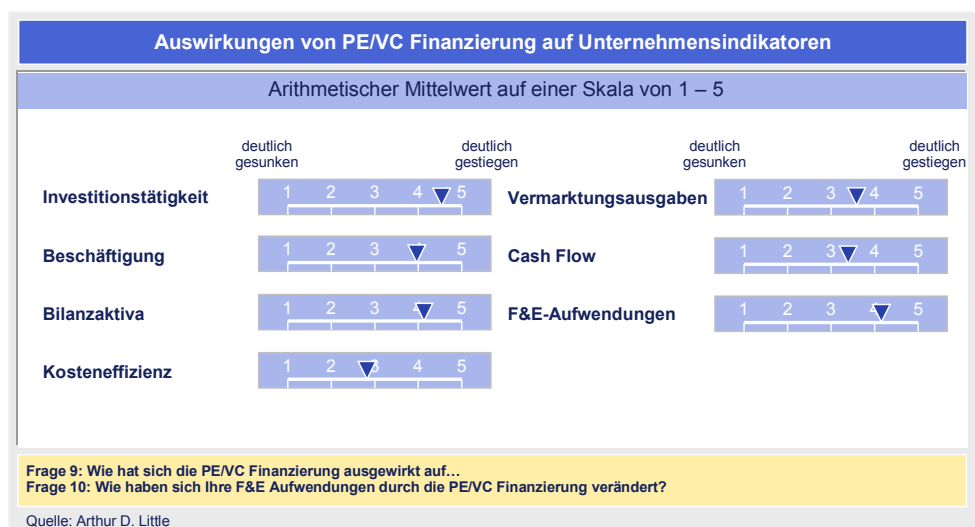 Auswirkungen von PE/VC Finanzierung auf Unternehmensindikatoren
Arithmetischer Mittelwert auf einer Skala von 1 – 5
deutlich gesunken
deutlich gestiegen
Investitionstätigkeit
1 2 3 4 5
Beschäftigung
1 2 3 4 5
Bilanzaktiva
1 2 3 4 5
Kosteneffizienz
1 2 3 4 5
deutlich gesunken
deutlich gestiegen
Vermarktungsausgaben
1 2 3 4 5
Cash Flow
1 2 3 4 5
F&E-Aufwendungen
1 2 3 4 5
Frage 9: Wie hat sich die PE/VC Finanzierung ausgewirkt auf…
Frage 10: Wie haben sich Ihre F&E Aufwendungen durch die PE/VC Finanzierung verändert?
Quelle: Arthur D. Little